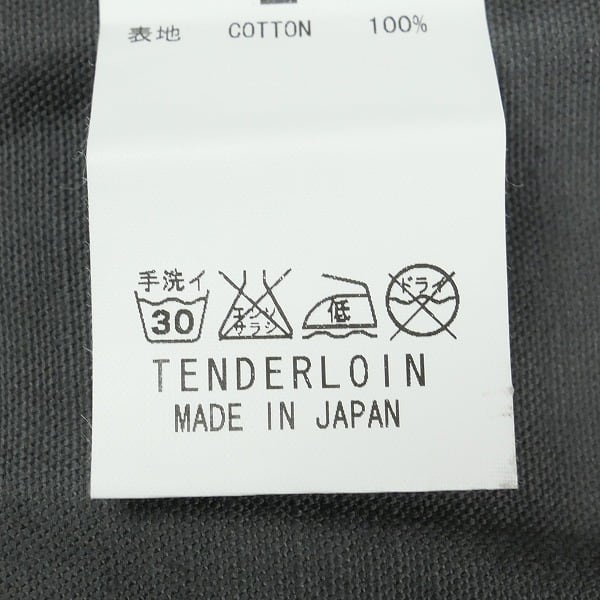 表地 COTTON 100%
手洗イ
30 エンソ サラシ 低 ドライ
TENDERLOIN
MADE IN JAPAN